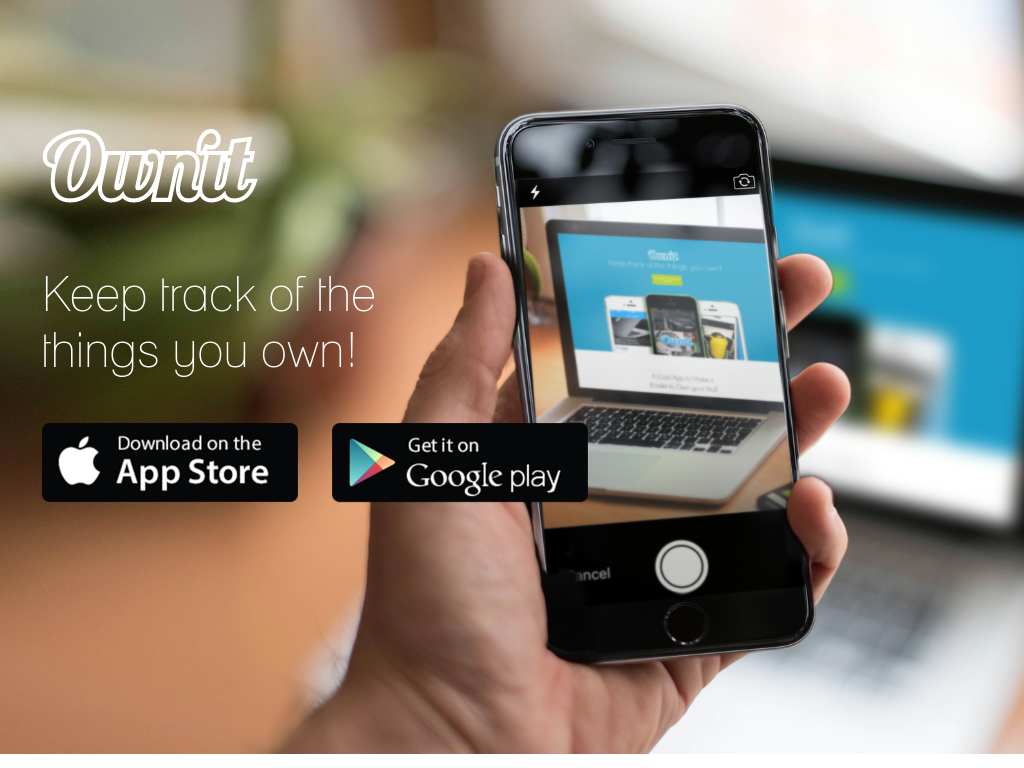 Ownit
Keep track of the
things you own!
Download on the
App Store
Get it on
Google play
Ownit
Keep track of the things you own!
A Cool App to Make it
Easier to Own your Stuff
Cancel